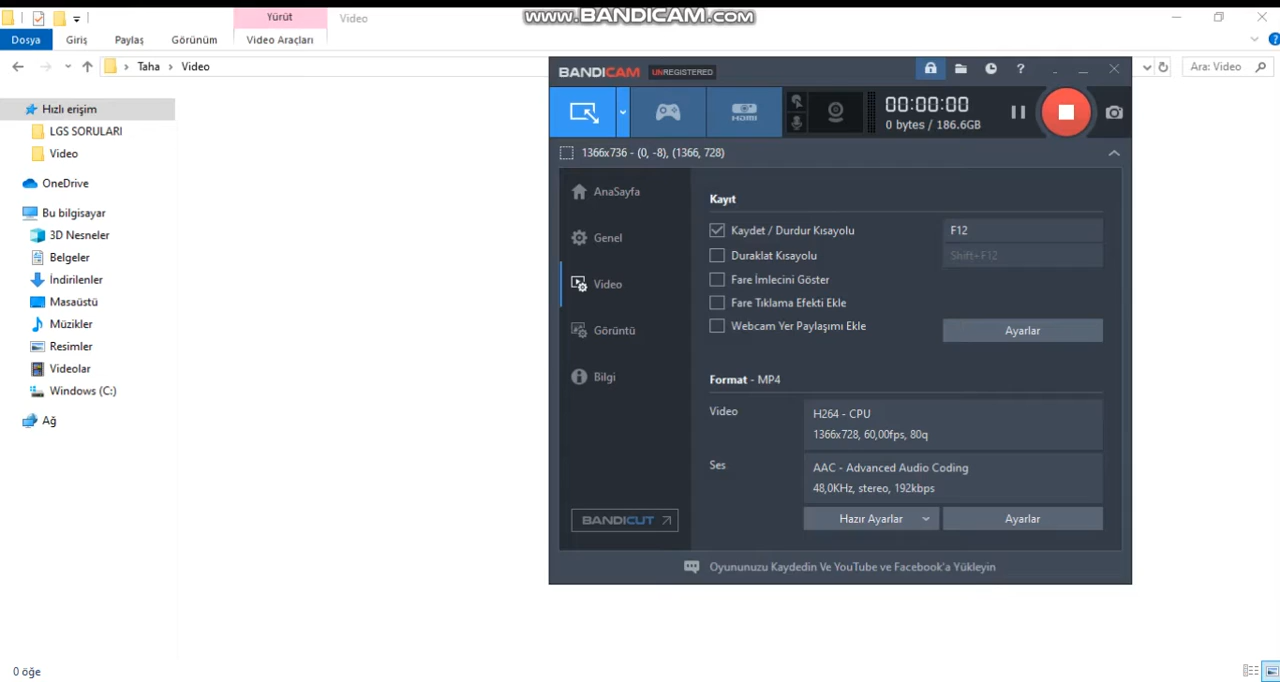 www.BANDICAM.com
Yürüt
Video
Dosya
Giriş
Paylaş
Görünüm
Video Araçları
Taha
Video
Ara: Video
Hızlı erişim
LGS SORULARI
Video
OneDrive
Bu bilgisayar
3D Nesneler
Belgeler
İndirilenler
Masaüstü
Müzikler
Resimler
Videolar
Windows (C:)
Ağ
0 öğe
BANDICAM UNREGISTERED
HDMI
00:00:00
0 bytes / 186.6GB
1366x736 - (0, -8), (1366, 728)
AnaSayfa
Genel
Video
Görüntü
Bilgi
BANDICUT
Kayıt
Kaydet / Durdur Kısayolu
F12
Duraklat Kısayolu
Shift+F12
Fare İmlecini Göster
Fare Tıklama Efekti Ekle
Webcam Yer Paylaşımı Ekle
Ayarlar
Format - MP4
Video
H264 - CPU
1366x728, 60,00fps, 80q
Ses
AAC - Advanced Audio Coding
48,0KHz, stereo, 192kbps
Hazır Ayarlar
Ayarlar
Oyununuzu Kaydedin Ve YouTube ve Facebook'a Yükleyin